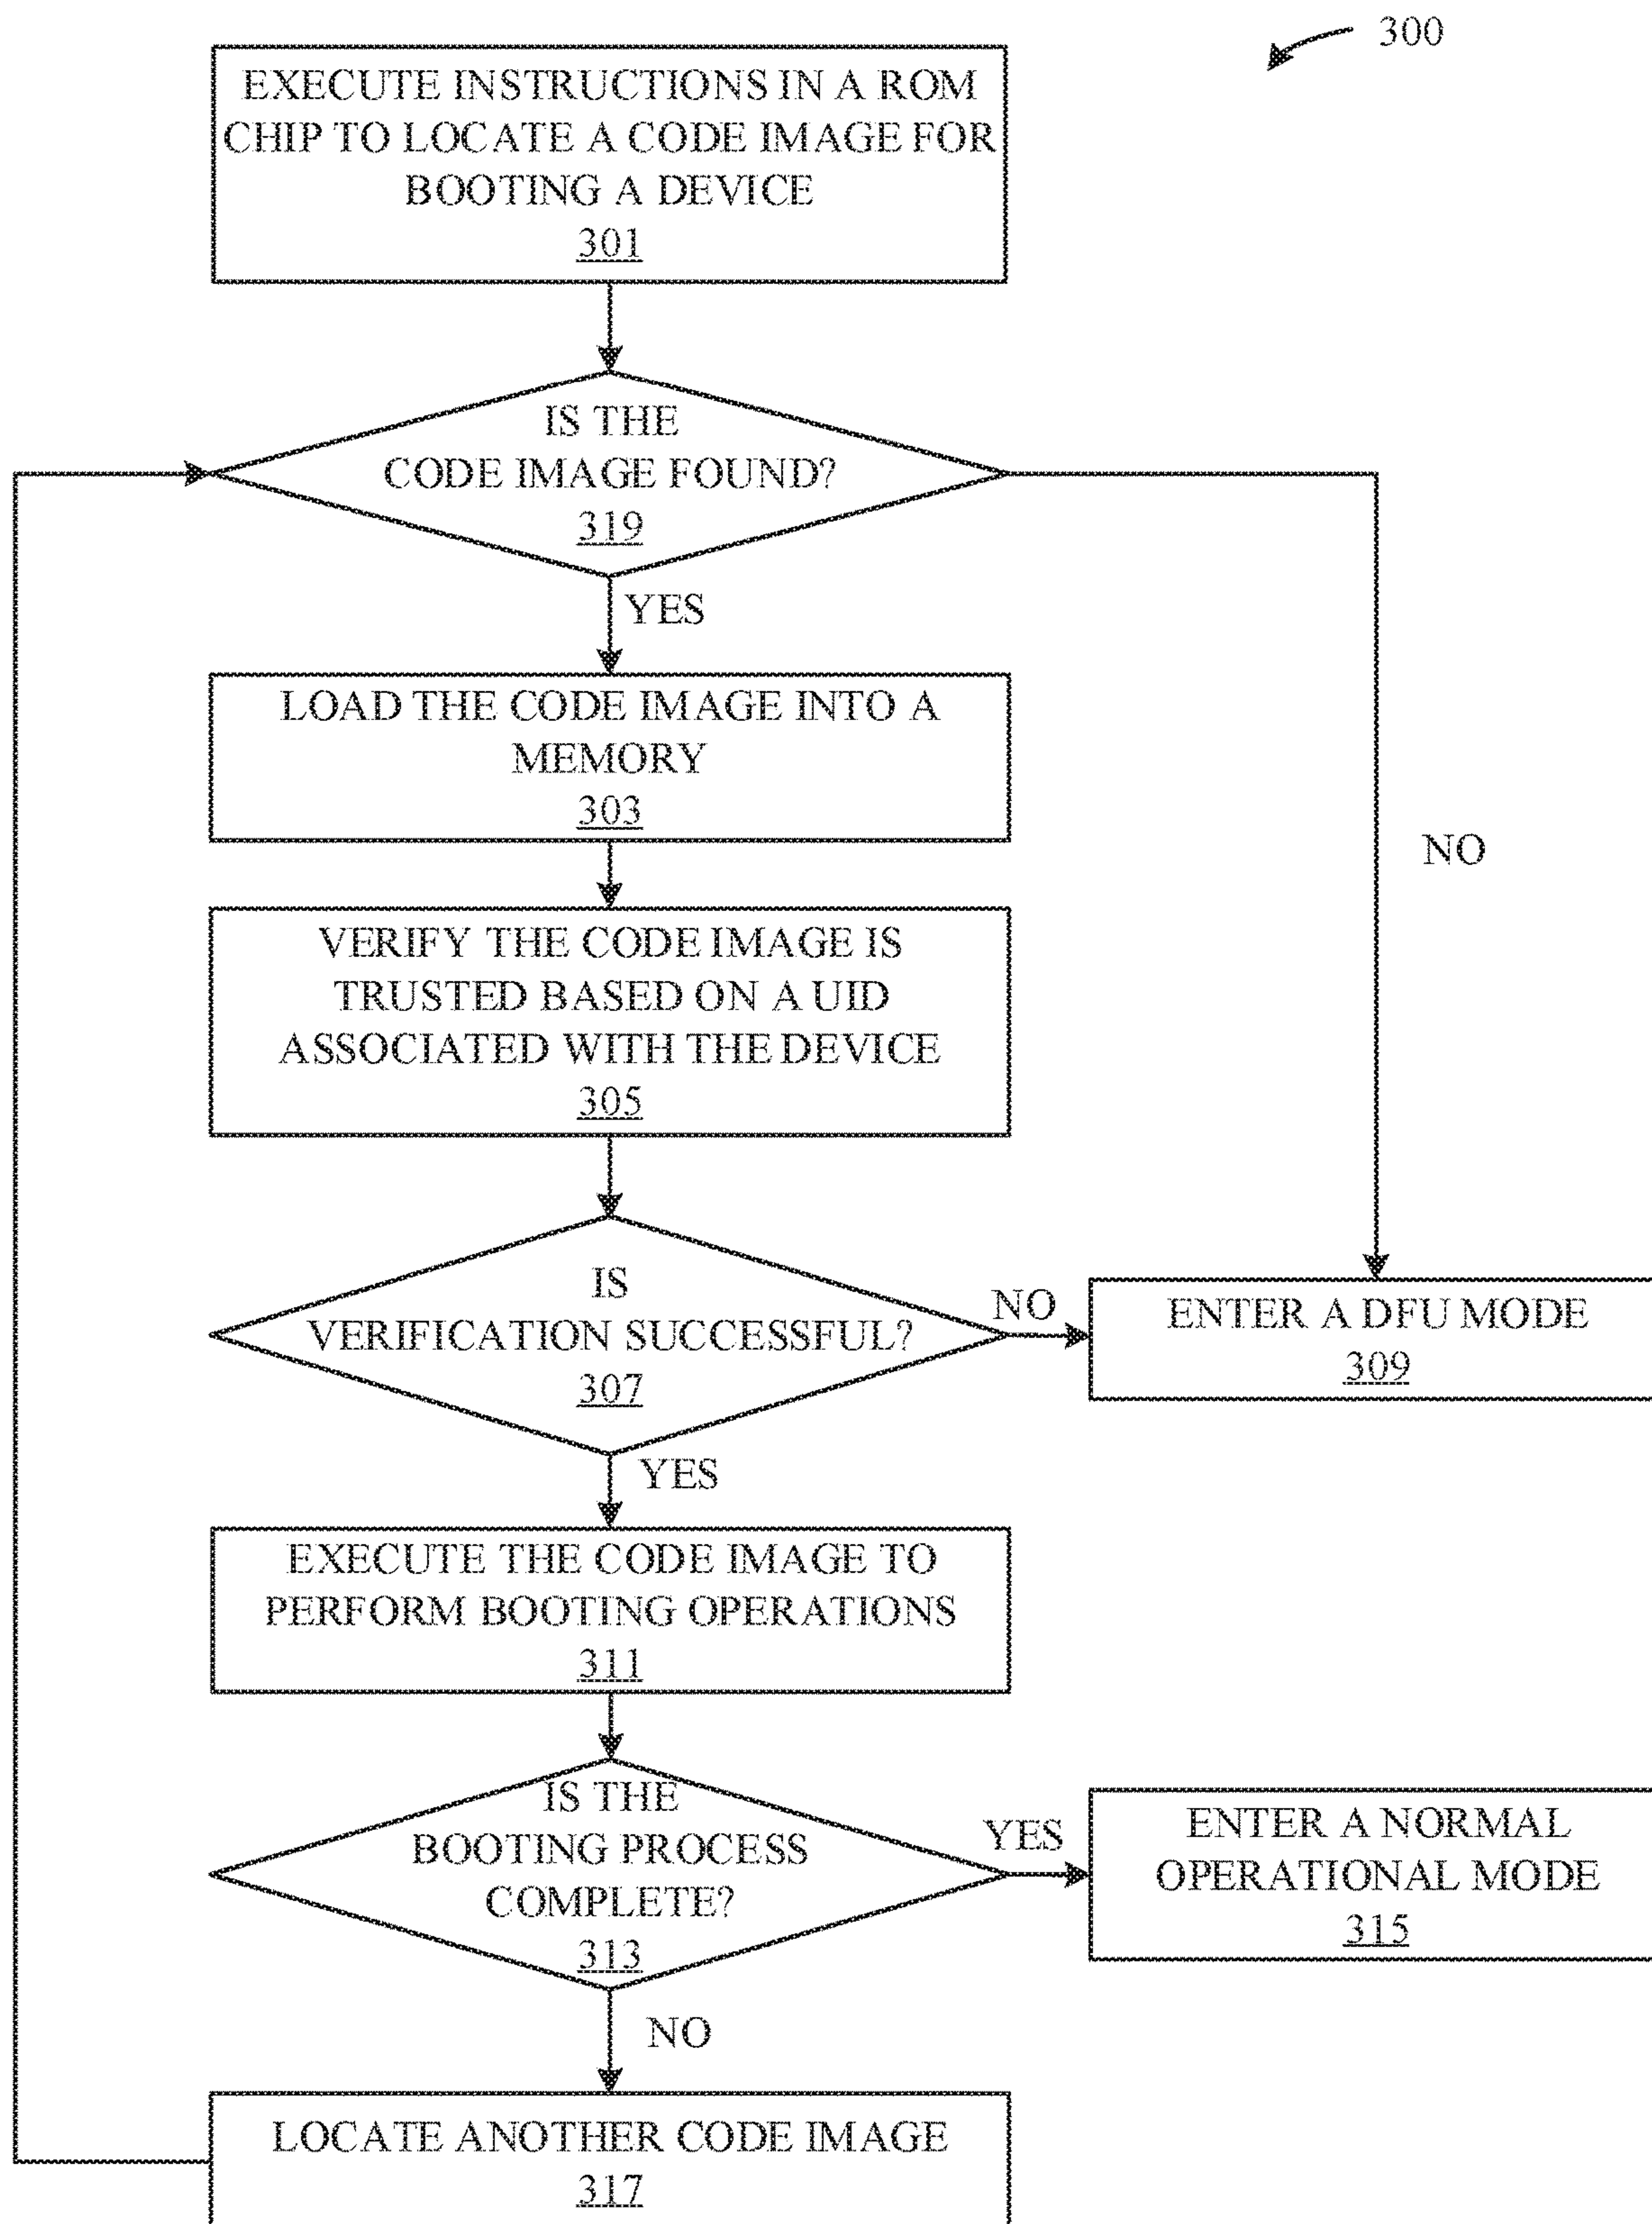 300
EXECUTE INSTRUCTIONS IN A ROM
CHIP TO LOCATE A CODE IMAGE FOR
BOOTING A DEVICE
301
IS THE
CODE IMAGE FOUND?
319
YES
LOAD THE CODE IMAGE INTO A
MEMORY
303
NO
VERIFY THE CODE IMAGE IS
TRUSTED BASED ON A UID
ASSOCIATED WITH THE DEVICE
305
IS
VERIFICATION SUCCESSFUL?
307
NO
ENTER A DFU MODE
309
YES
EXECUTE THE CODE IMAGE TO
PERFORM BOOTING OPERATIONS
311
IS THE
BOOTING PROCESS
COMPLETE?
313
YES
ENTER A NORMAL
OPERATIONAL MODE
315
NO
LOCATE ANOTHER CODE IMAGE
317